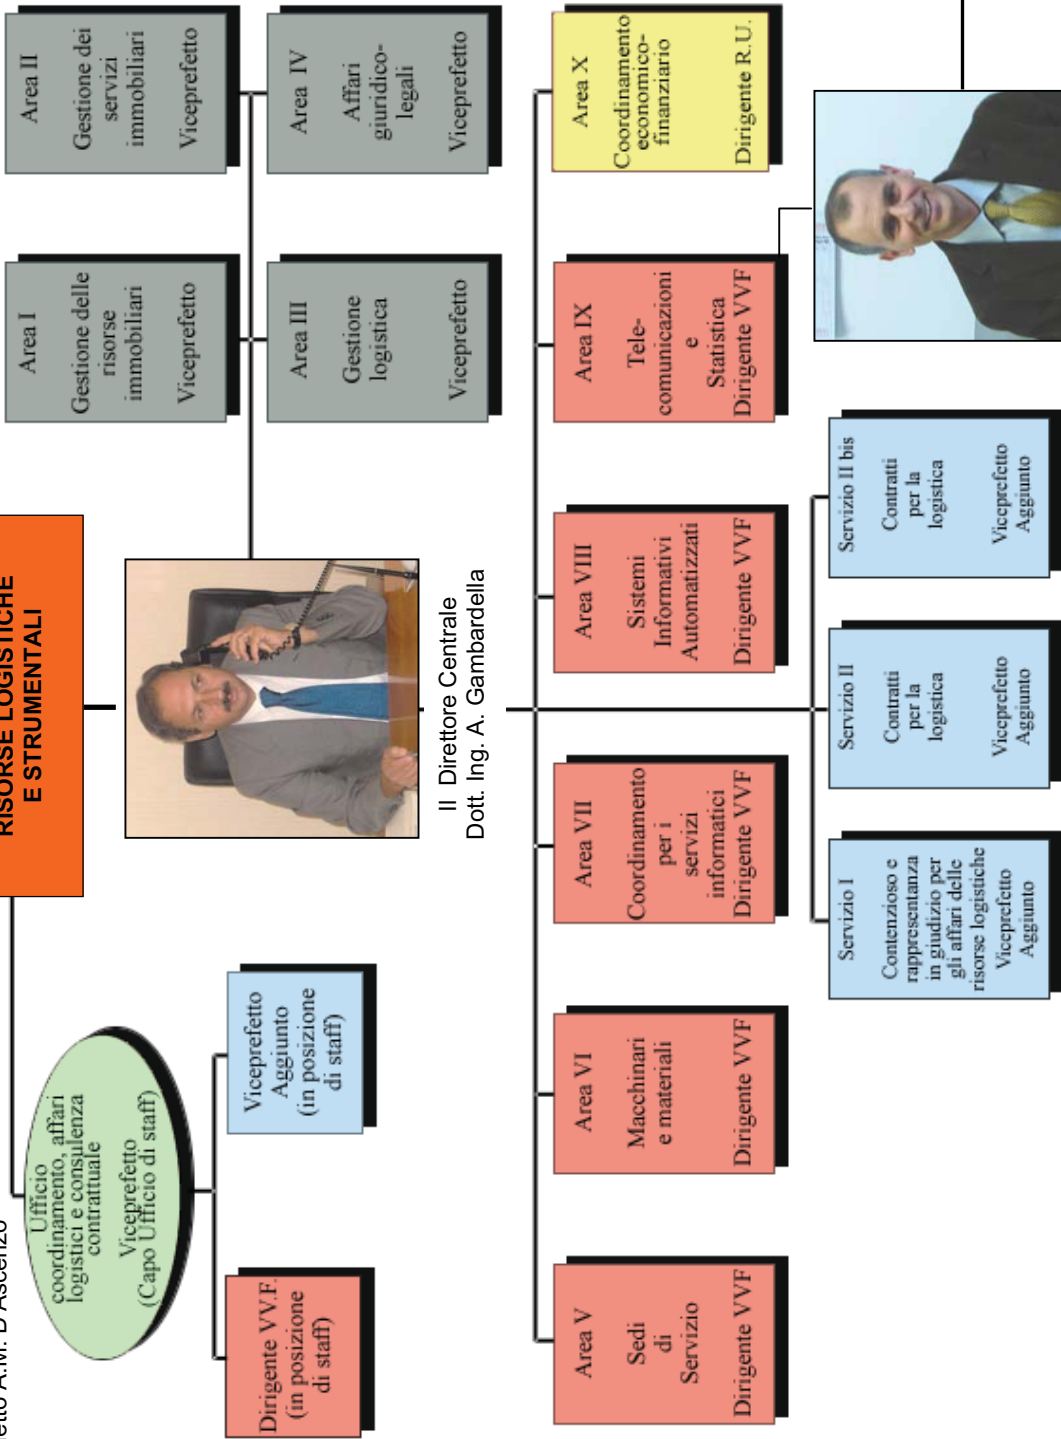 RISORSE LOGISTICHE
E STRUMENTALI
Ufficio
coordinamento, affari
logistici e consulenza
contrattuale
Viceprefetto
(Capo Ufficio di staff)
Dirigente VV.F.
(in posizione
di staff)
Viceprefetto
Aggiunto
(in posizione
di staff)
Il Direttore Centrale
Dott. Ing. A. Gambardella
Area I
Gestione delle
risorse
immobiliari
Viceprefetto
Area II
Gestione dei
servizi
immobiliari
Viceprefetto
Area III
Gestione
logistica
Viceprefetto
Area IV
Affari
giuridico-
legali
Viceprefetto
Area V
Sedi
di
Servizio
Dirigente VVF
Area VI
Macchinari
e materiali
Dirigente VVF
Area VII
Coordinamento
per i
servizi
informatici
Dirigente VVF
Area VIII
Sistemi
Informativi
Automatizzati
Dirigente VVF
Area IX
Tele-
comunicazioni
e
Statistica
Dirigente VVF
Area X
Coordinamento
economico-
finanziario
Dirigente R.U.
Servizio I
Contenzioso e
rappresentanza
in giudizio per
gli affari delle
risorse logistiche
Viceprefetto
Aggiunto
Servizio II
Contratti
per la
logistica
Viceprefetto
Aggiunto
Servizio II bis
Contratti
per la
logistica
Viceprefetto
Aggiunto